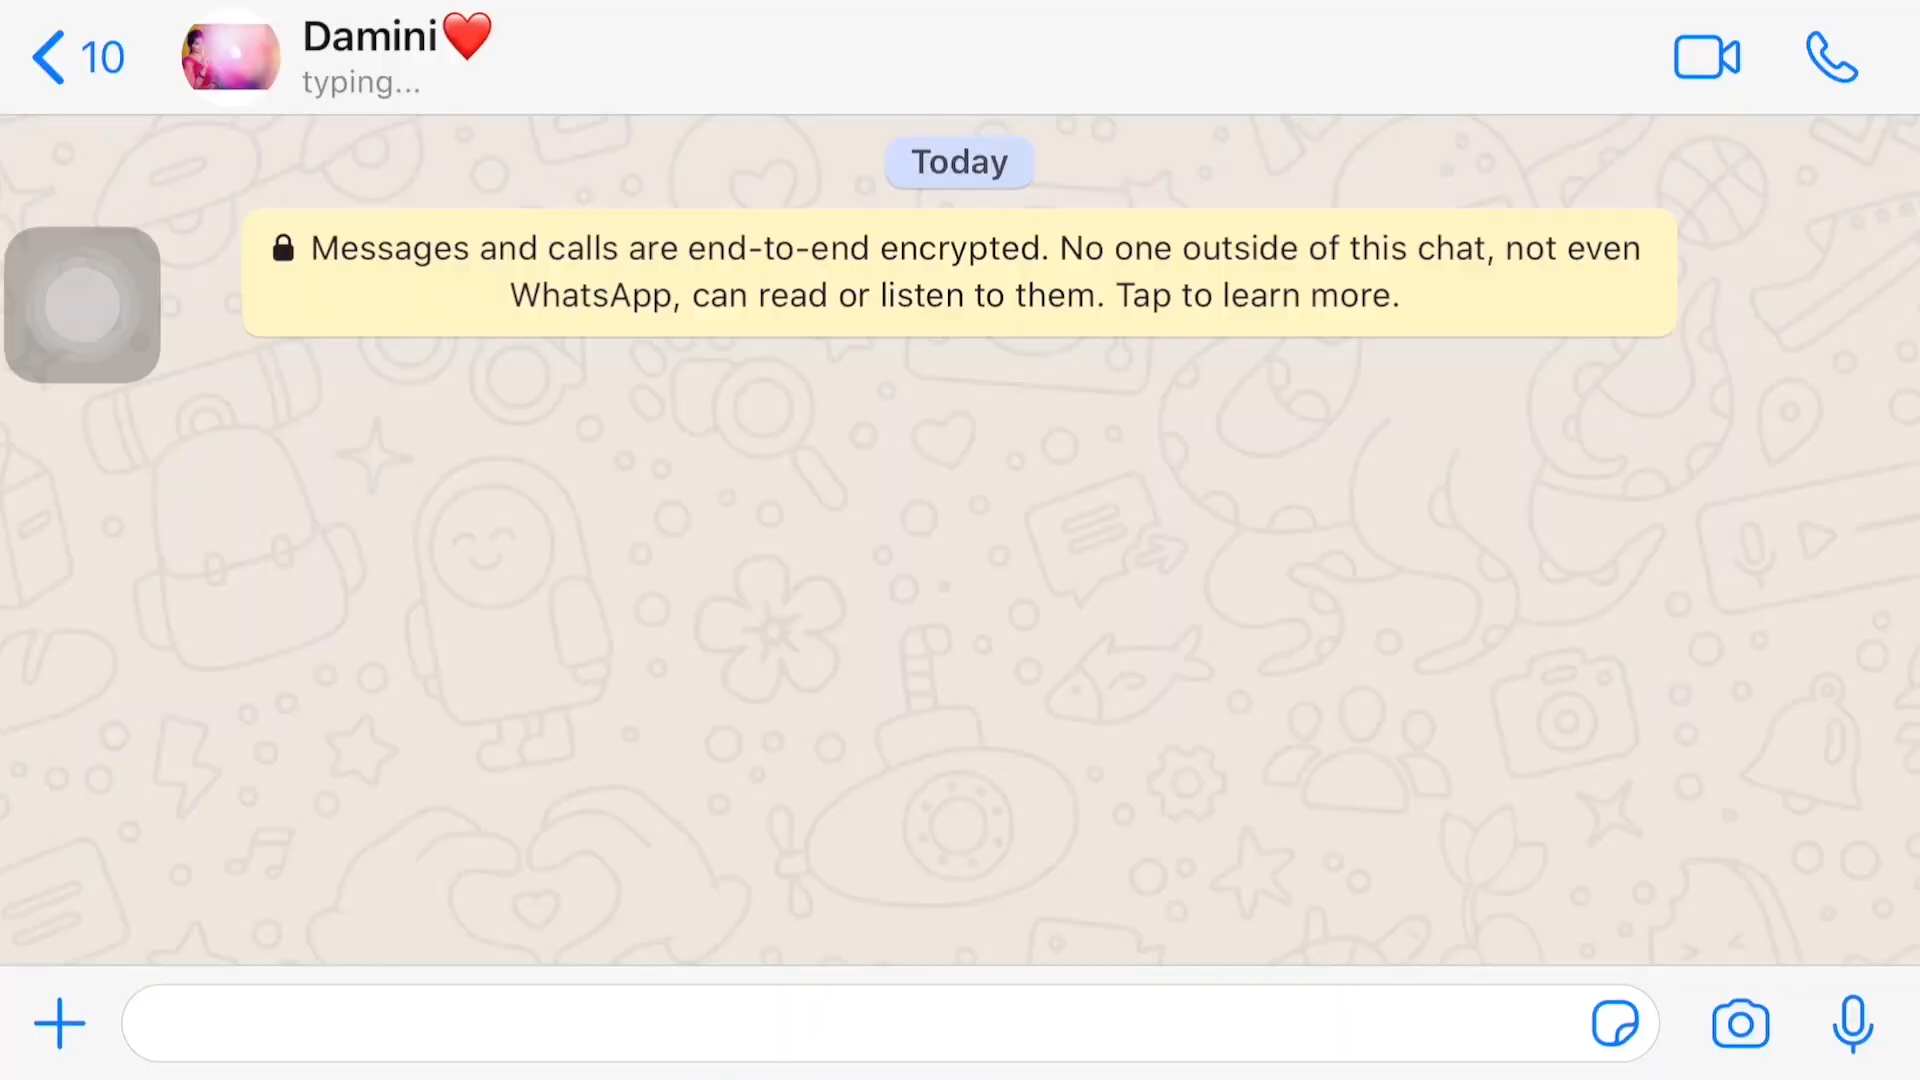 10
Damini❤️
typing...
Today
Messages and calls are end-to-end encrypted. No one outside of this chat, not even
WhatsApp, can read or listen to them. Tap to learn more.